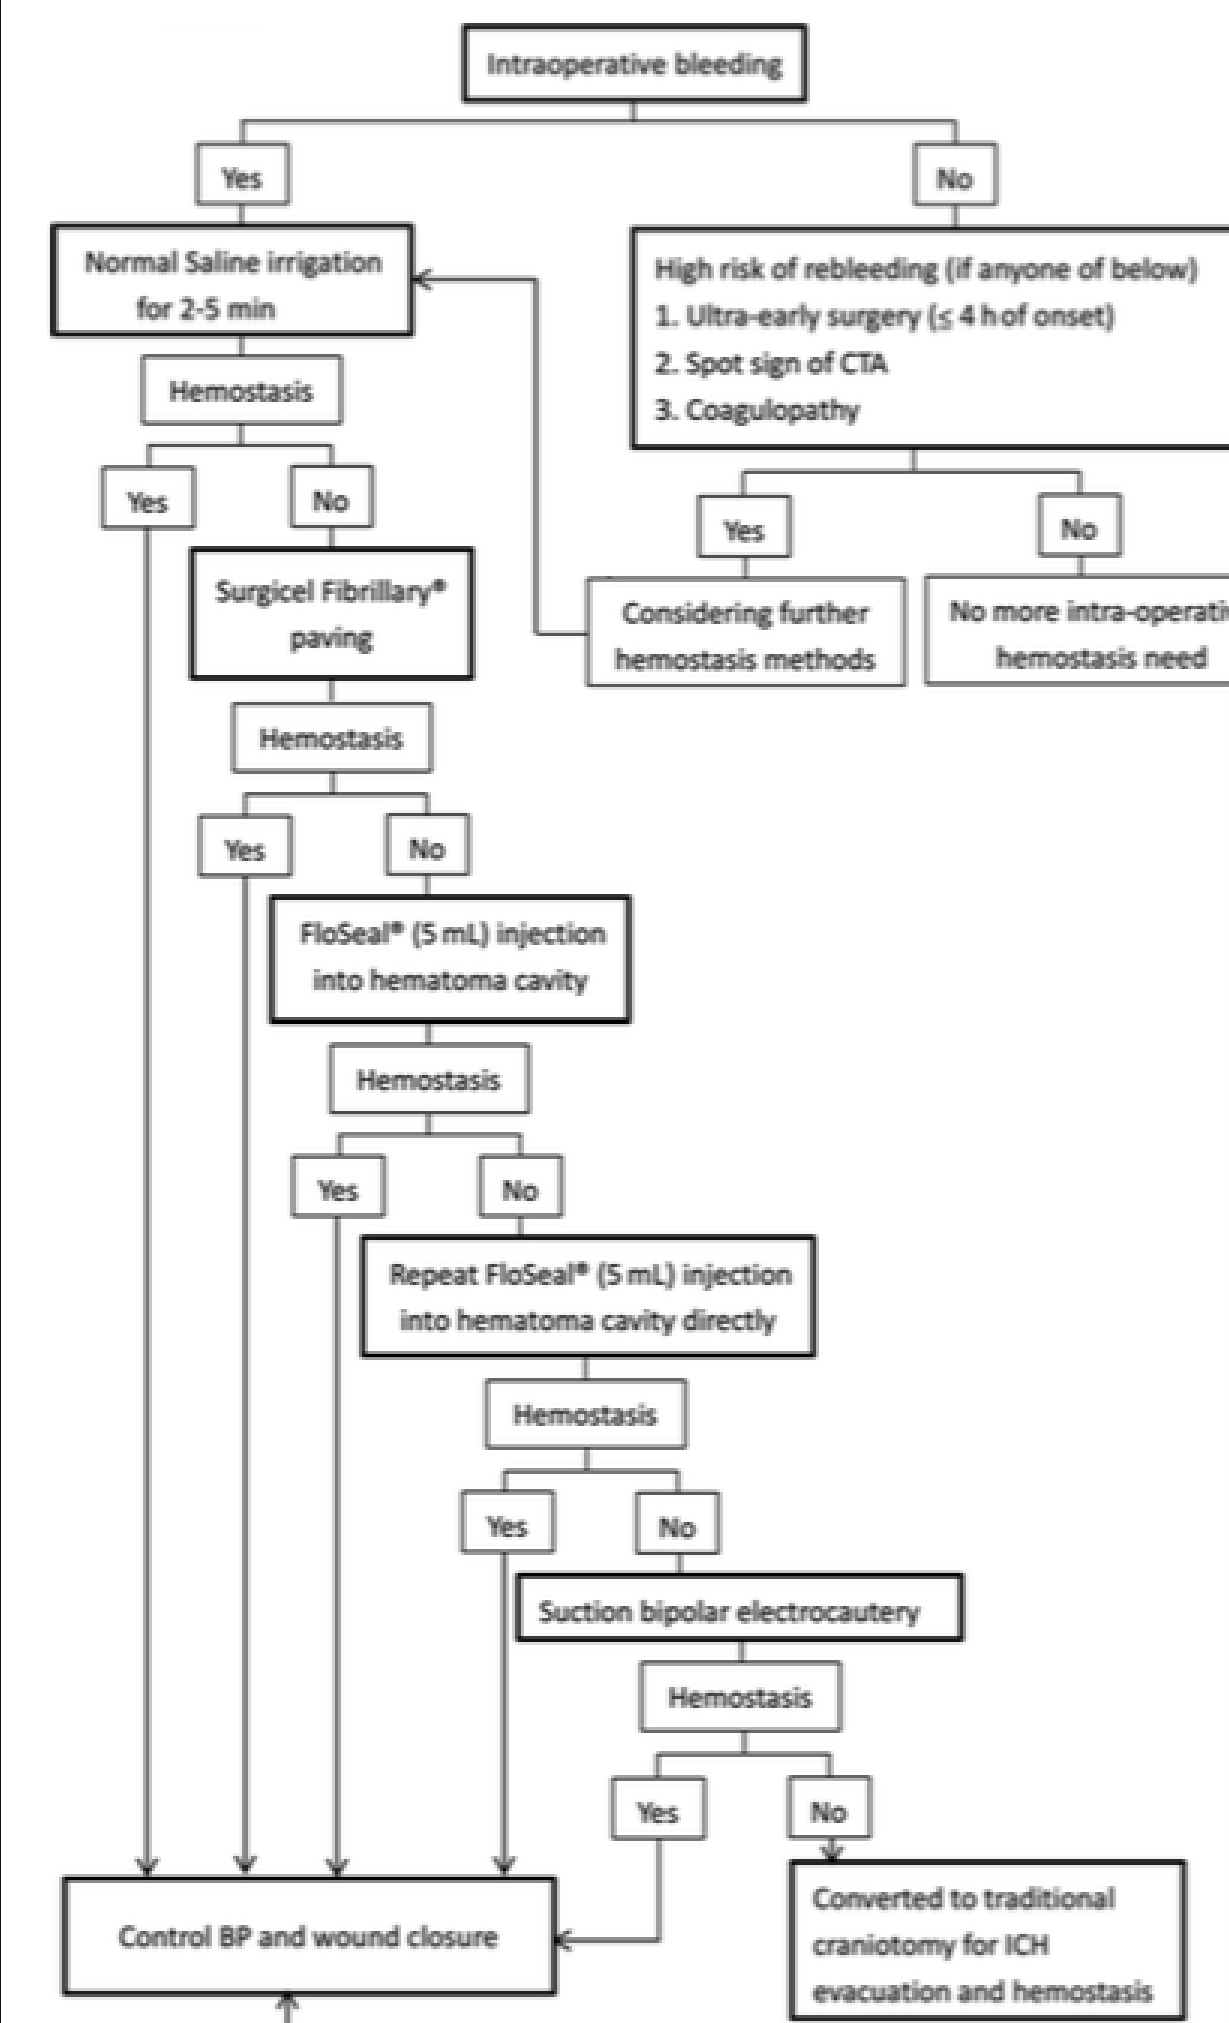 Intraoperative bleeding
Yes
No
Normal Saline irrigation
for 2-5 min
High risk of rebleeding (if anyone of below)
1. Ultra-early surgery (≤ 4 h of onset)
2. Spot sign of CTA
3. Coagulopathy
Hemostasis
Yes
No
Yes
No
Surgicel Fibrillary®
paving
Considering further
hemostasis methods
No more intra-operati
hemostasis need
Hemostasis
Yes
No
FloSeal® (5 mL) injection
into hematoma cavity
Hemostasis
Yes
No
Repeat FloSeal® (5 mL) injection
into hematoma cavity directly
Hemostasis
Yes
No
Suction bipolar electrocautery
Hemostasis
Yes
No
Control BP and wound closure
Converted to traditional
craniotomy for ICH
evacuation and hemostasis